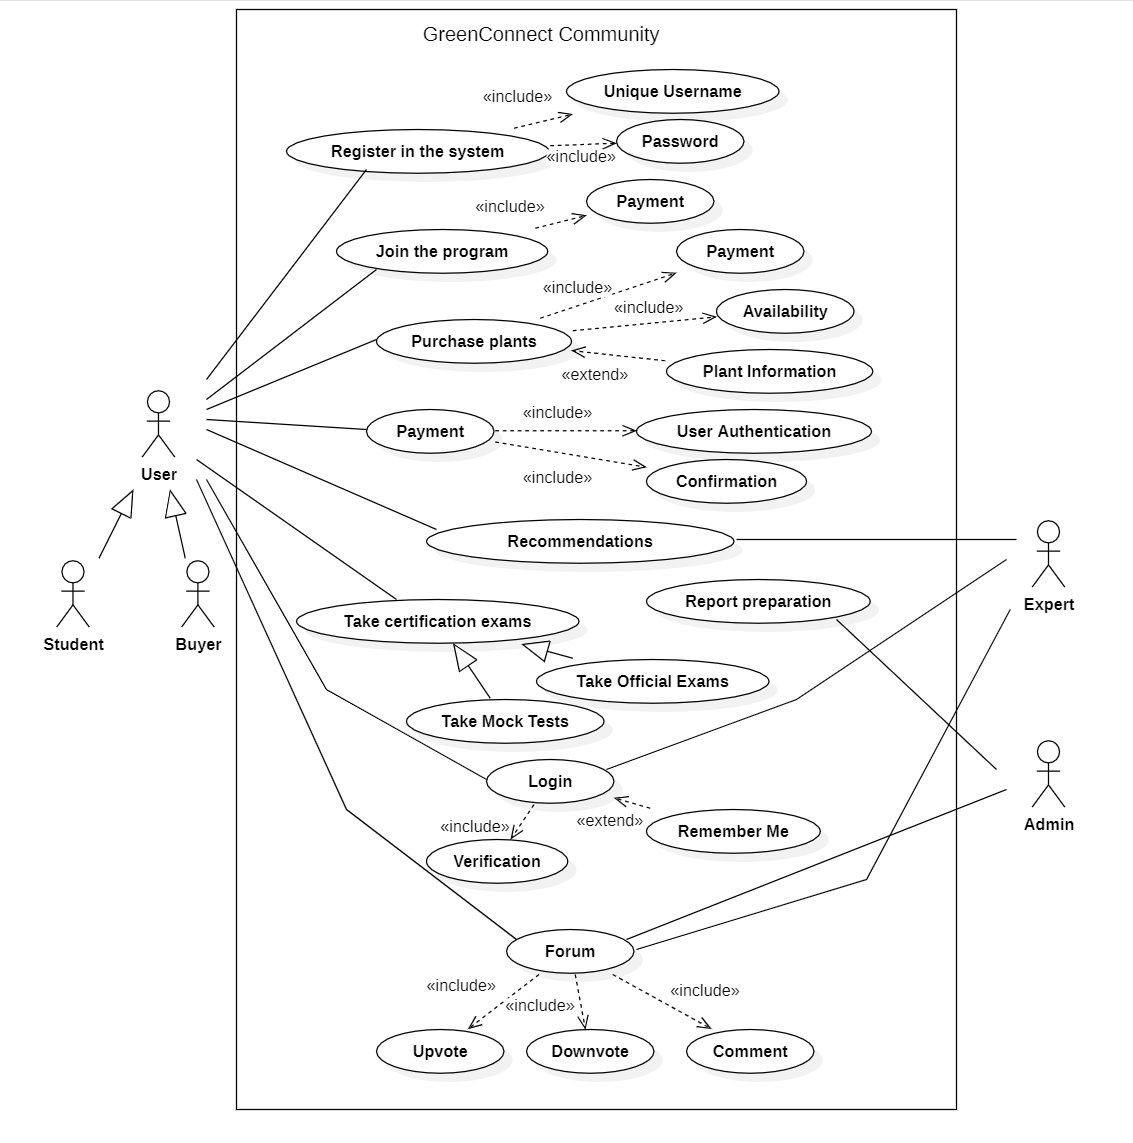 GreenConnect Community
«include»
Unique Username
Register in the system
«include»
Password
«include»
Payment
Join the program
Payment
«include»
«include»
Availability
Purchase plants
«extend»
Plant Information
Payment
«include»
User Authentication
«include»
Confirmation
User
Recommendations
Student
Buyer
Expert
Report preparation
Take certification exams
Take Official Exams
Take Mock Tests
Login
«include»
«extend»
Remember Me
Admin
Verification
Forum
«include»
«include»
«include»
Upvote
Downvote
Comment